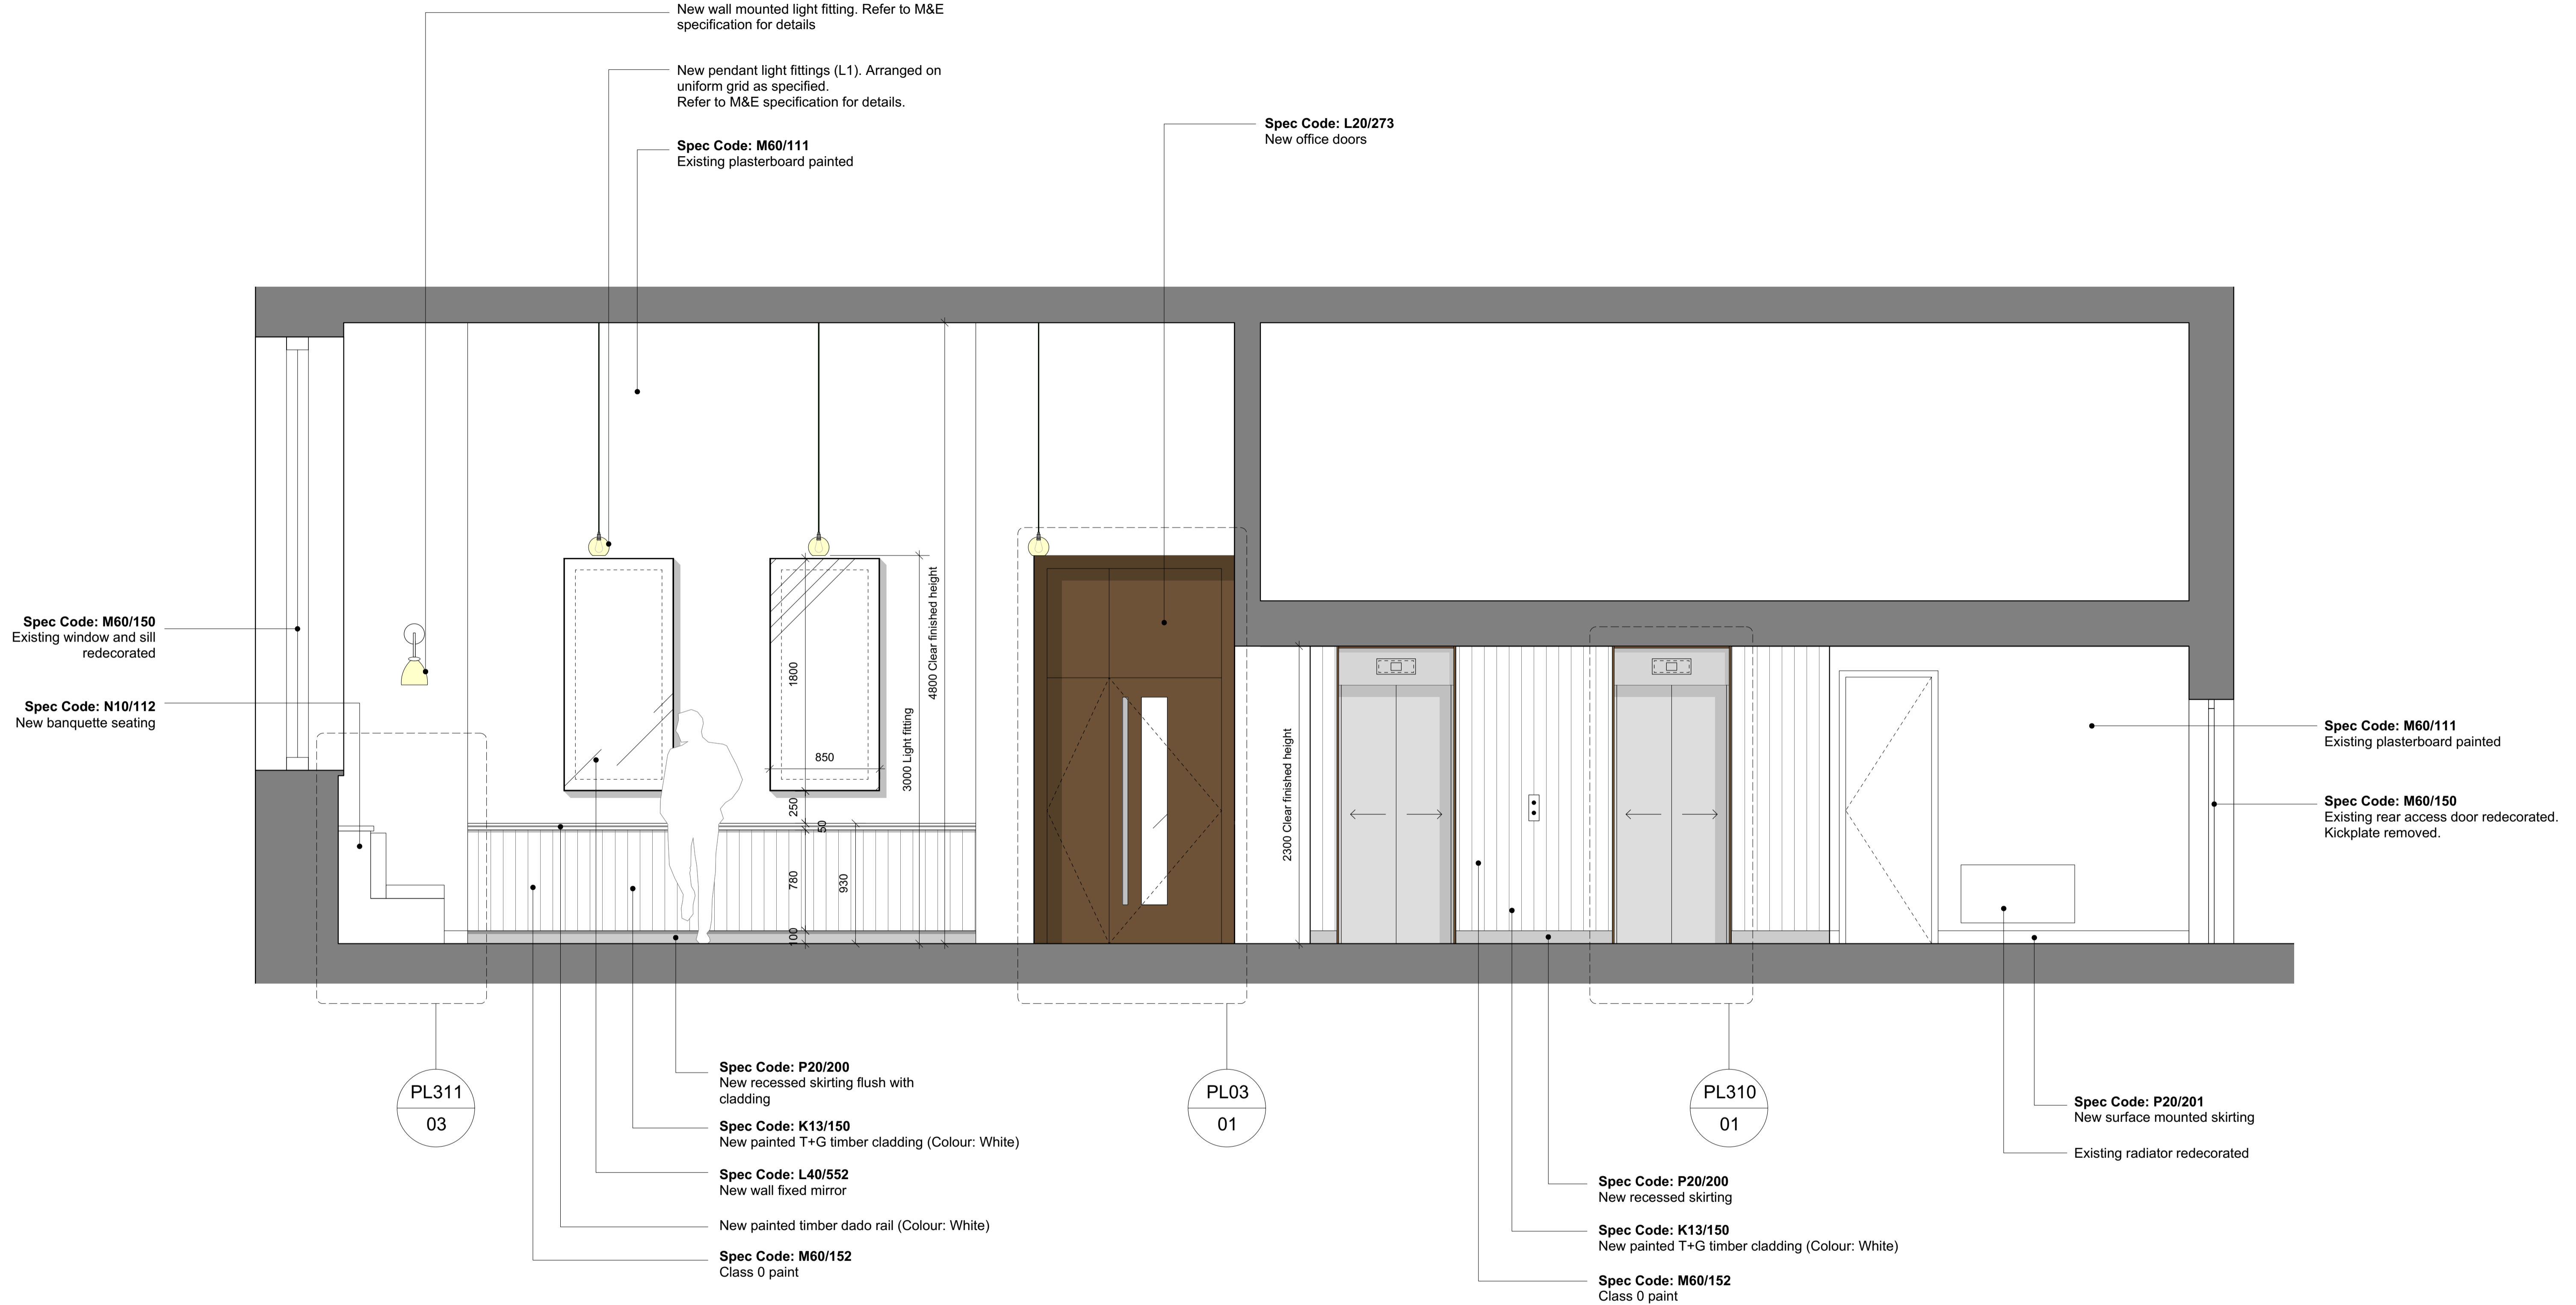 New wall mounted light fitting. Refer to M&E
specification for details
New pendant light fittings (L1). Arranged on
uniform grid as specified.
Refer to M&E specification for details.
Spec Code: M60/111
Existing plasterboard painted
Spec Code: L20/273
New office doors
Spec Code: M60/150
Existing window and sill
redecorated
Spec Code: N10/112
New banquette seating
1800
850
250
50
780
930
100
3000 Light fitting
4800 Clear finished height
2300 Clear finished height
Spec Code: M60/111
Existing plasterboard painted
Spec Code: M60/150
Existing rear access door redecorated.
Kickplate removed.
PL311
03
PL03
01
PL310
01
Spec Code: P20/200
New recessed skirting flush with
cladding
Spec Code: K13/150
New painted T+G timber cladding (Colour: White)
Spec Code: L40/552
New wall fixed mirror
New painted timber dado rail (Colour: White)
Spec Code: M60/152
Class 0 paint
Spec Code: P20/200
New recessed skirting
Spec Code: K13/150
New painted T+G timber cladding (Colour: White)
Spec Code: M60/152
Class 0 paint
Spec Code: P20/201
New surface mounted skirting
Existing radiator redecorated